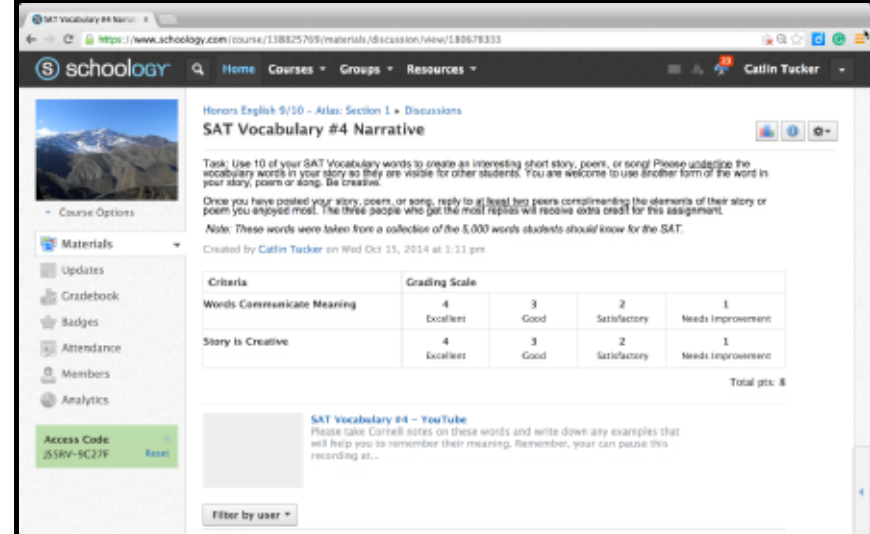 SAT Vocabulary #4 Narrat
https://www.schoology.com/course/138825769/materials/discussion/view/180678333
S schoology Home Courses Groups Resources 23 Catlin Tucker
Honors English 9/10 - Atlas: Section 1 ▸ Discussions
SAT Vocabulary #4 Narrative
Task: Use 10 of your SAT Vocabulary words to create an interesting short story, poem, or song! Please underline the
vocabulary words in your story so they are visible for other students. You are welcome to use another form of the word in
your story, poem or song. Be creative.
Once you have posted your story, poem, or song, reply to at least two peers complimenting the elements of their story or
poem you enjoyed most. The three people who get the most replies will receive extra credit for this assignment.
Note: These words were taken from a collection of the 5,000 words students should know for the SAT.
Created by Catlin Tucker on Wed Oct 15, 2014 at 1:11 pm
Course Options
Materials
Updates
Gradebook
Badges
Attendance
Members
Analytics
Access Code
J5SRV-9C27F Reset
Criteria Grading Scale
Words Communicate Meaning 4 3 2 1
Excellent Good Satisfactory Needs Improvement
Story is Creative 4 3 2 1
Excellent Good Satisfactory Needs Improvement
Total pts: 8
SAT Vocabulary #4 - YouTube
Please take Cornell notes on these words and write down any examples that
will help you to remember their meaning. Remember, your can pause this
recording at...
Filter by user